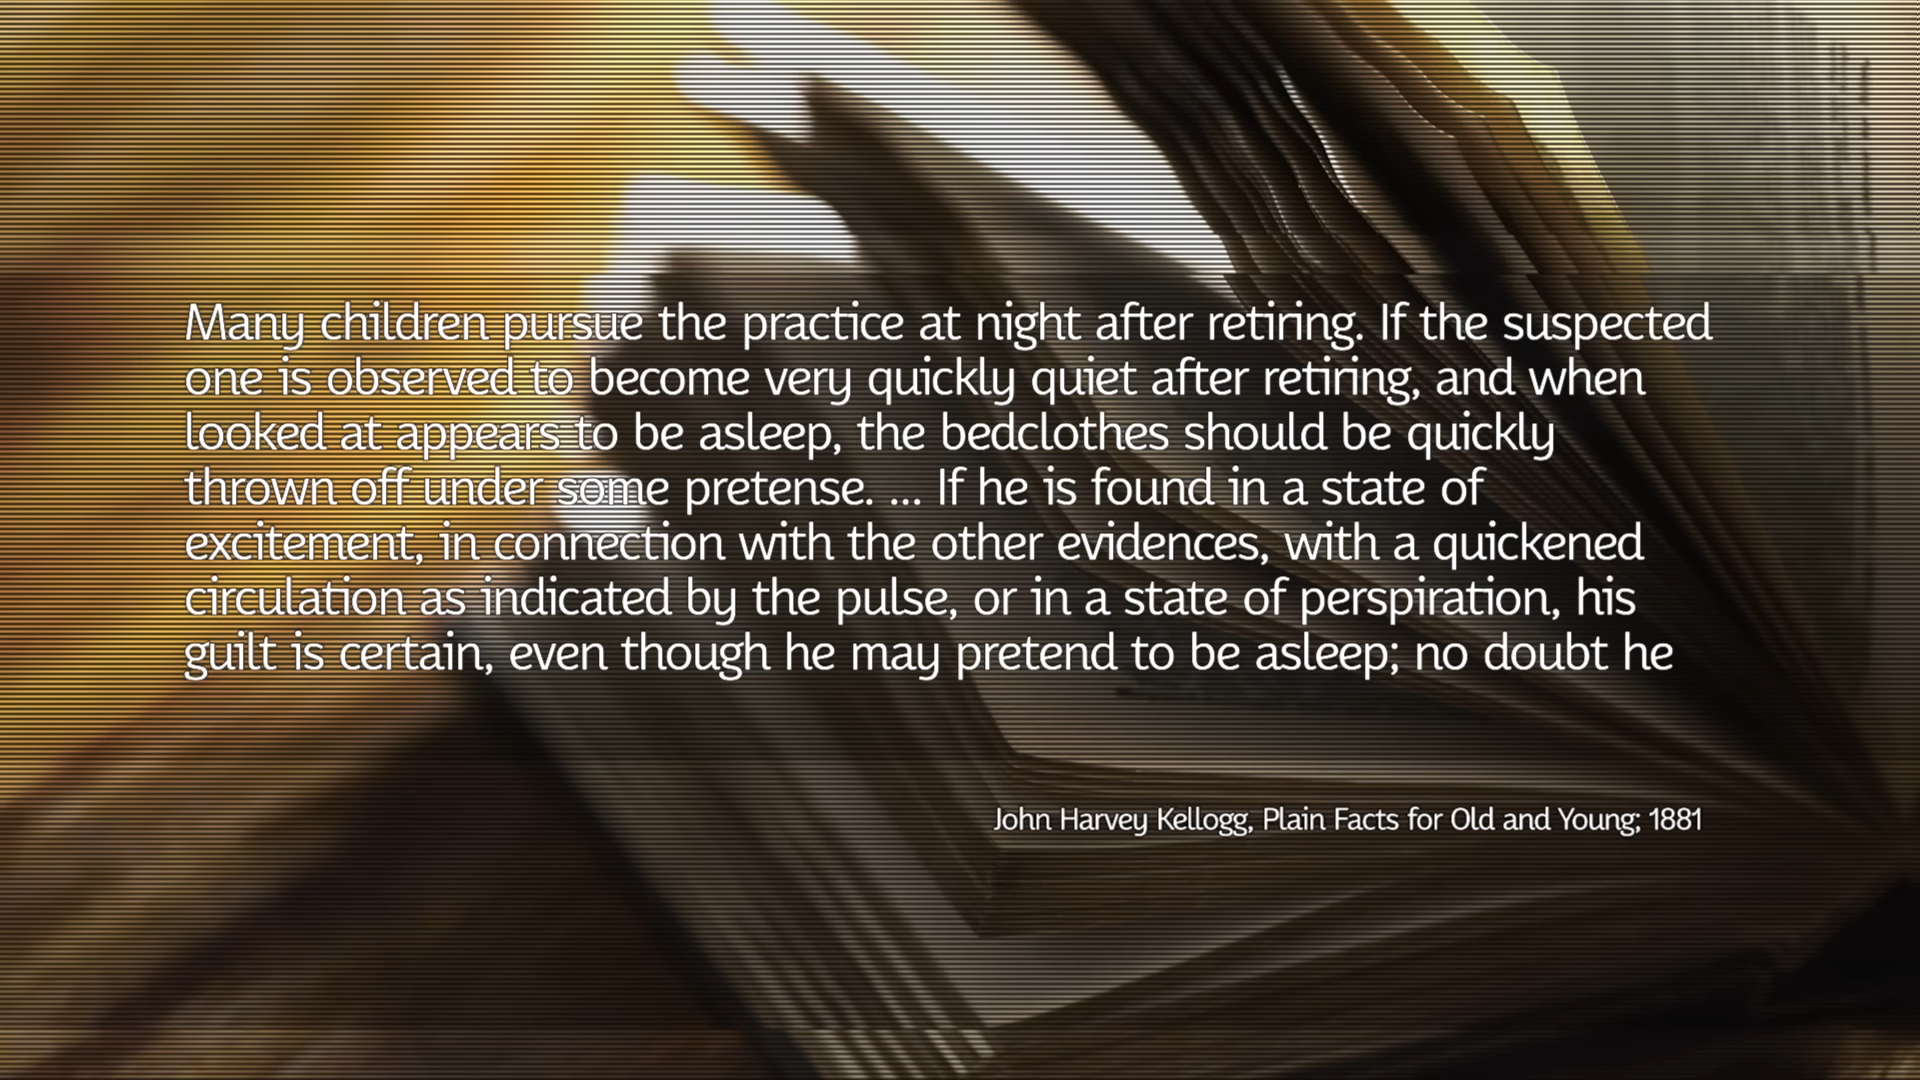 Many children pursue the practice at night after retiring. If the suspected
one is observed to become very quickly quiet after retiring, and when
looked at appears to be asleep, the bedclothes should be quickly
thrown off under some pretense. ... If he is found in a state of
excitement, in connection with the other evidences, with a quickened
circulation as indicated by the pulse, or in a state of perspiration, his
guilt is certain, even though he may pretend to be asleep; no doubt he
John Harvey Kellogg, Plain Facts for Old and Young; 1881